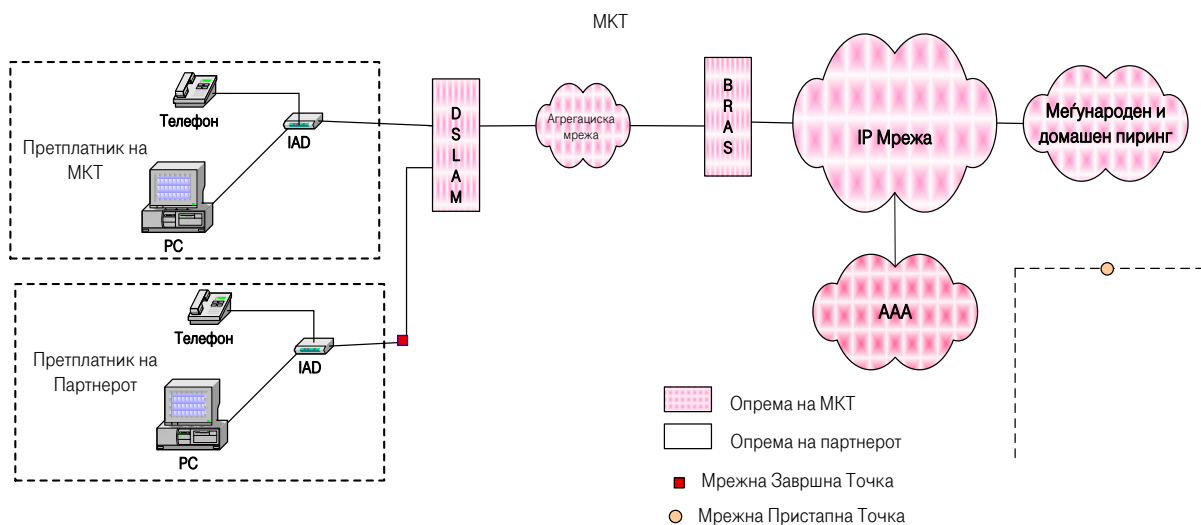 МКТ
Телефон
IAD
Претплатник на
МКТ
PC
D
S
L
A
M
Агрегациска
мрежа
B
R
A
S
IP Мрежа
Меѓународен и
домашен пиринг
AAA
Телефон
IAD
Претплатник на
Партнерот
PC
Опрема на МКТ
Опрема на партнерот
Мрежна Завршна Точка
Мрежна Пристапна Точка